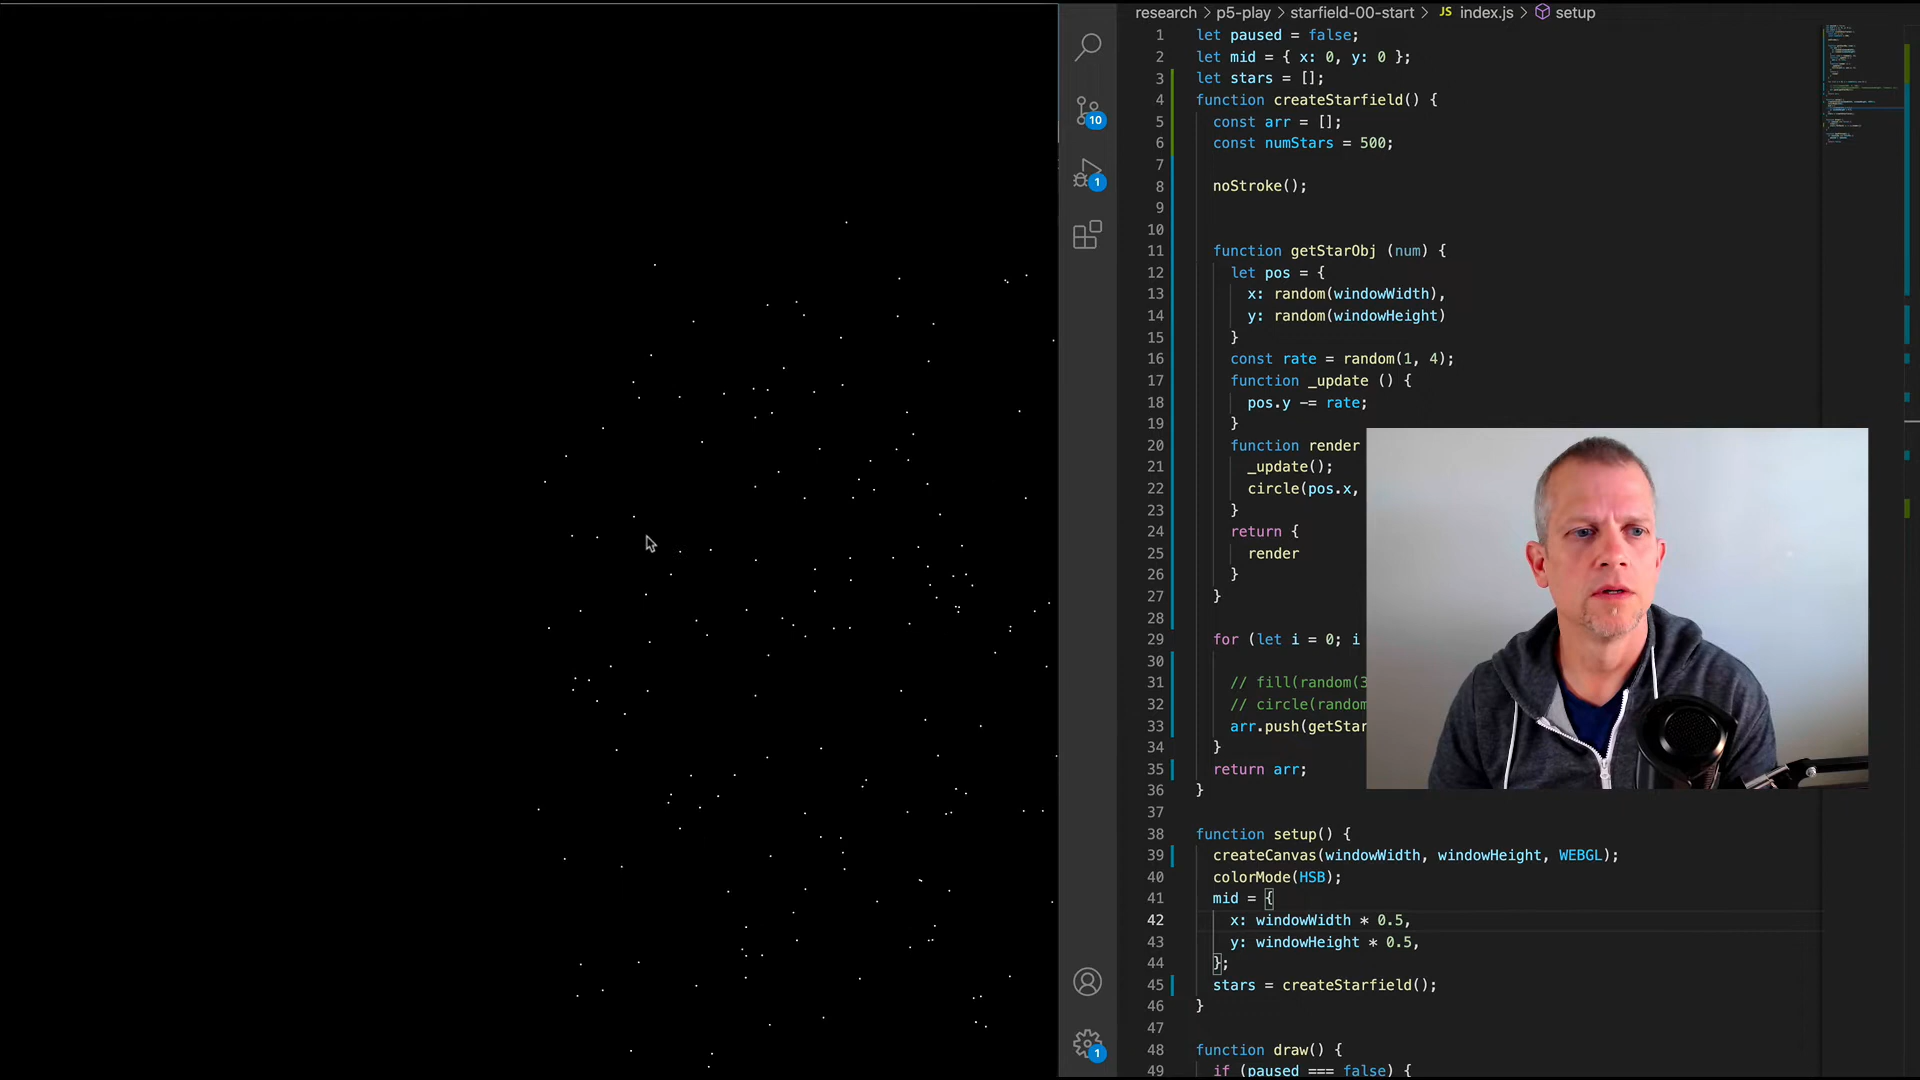 research > p5-play > starfield-00-start > JS index.js > setup
1 let paused = false;
2 let mid = { x: 0, y: 0 };
3 let stars = [];
4 function createStarfield() {
5 const arr = [];
6 const numStars = 500;
7
8 noStroke();
9
10
11 function getStarObj (num) {
12 let pos = {
13 x: random(windowWidth),
14 y: random(windowHeight)
15 }
16 const rate = random(1, 4);
17 function _update () {
18 pos.y -= rate;
19 }
20 function render
21 _update();
22 circle(pos.x,
23 }
24 return {
25 render
26 }
27 }
28
29 for (let i = 0; i
30
31 // fill(random(3
32 // circle(random
33 arr.push(getStar
34 }
35 return arr;
36 }
37
38 function setup() {
39 createCanvas(windowWidth, windowHeight, WEBGL);
40 colorMode(HSB);
41 mid = {
42 x: windowWidth * 0.5,
43 y: windowHeight * 0.5,
44 };
45 stars = createStarfield();
46 }
47
48 function draw() {
49 if (paused === false) {
10
1
1